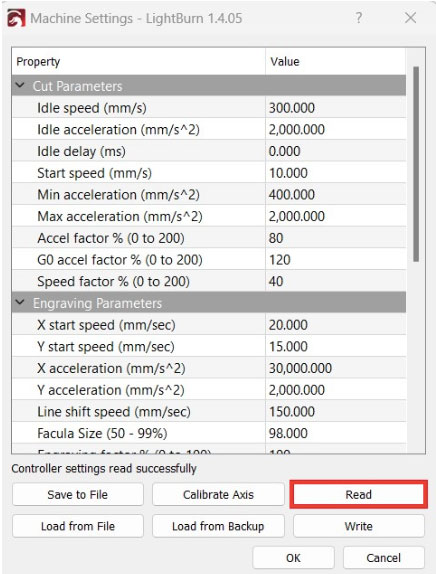 Machine Settings - LightBurn 1.4.05
Property Value
Cut Parameters
Idle speed (mm/s) 300.000
Idle acceleration (mm/s^2) 2,000.000
Idle delay (ms) 0.000
Start speed (mm/s) 10.000
Min acceleration (mm/s^2) 400.000
Max acceleration (mm/s^2) 2,000.000
Accel factor % (0 to 200) 80
G0 accel factor % (0 to 200) 120
Speed factor % (0 to 200) 40
Engraving Parameters
X start speed (mm/sec) 20.000
Y start speed (mm/sec) 15.000
X acceleration (mm/s^2) 30,000.000
Y acceleration (mm/s^2) 2,000.000
Line shift speed (mm/sec) 150.000
Facula Size (50 - 99%) 98.000
Engraving factor % (0 to 100) 100
Controller settings read successfully
Save to File Calibrate Axis Read
Load from File Load from Backup Write
OK Cancel